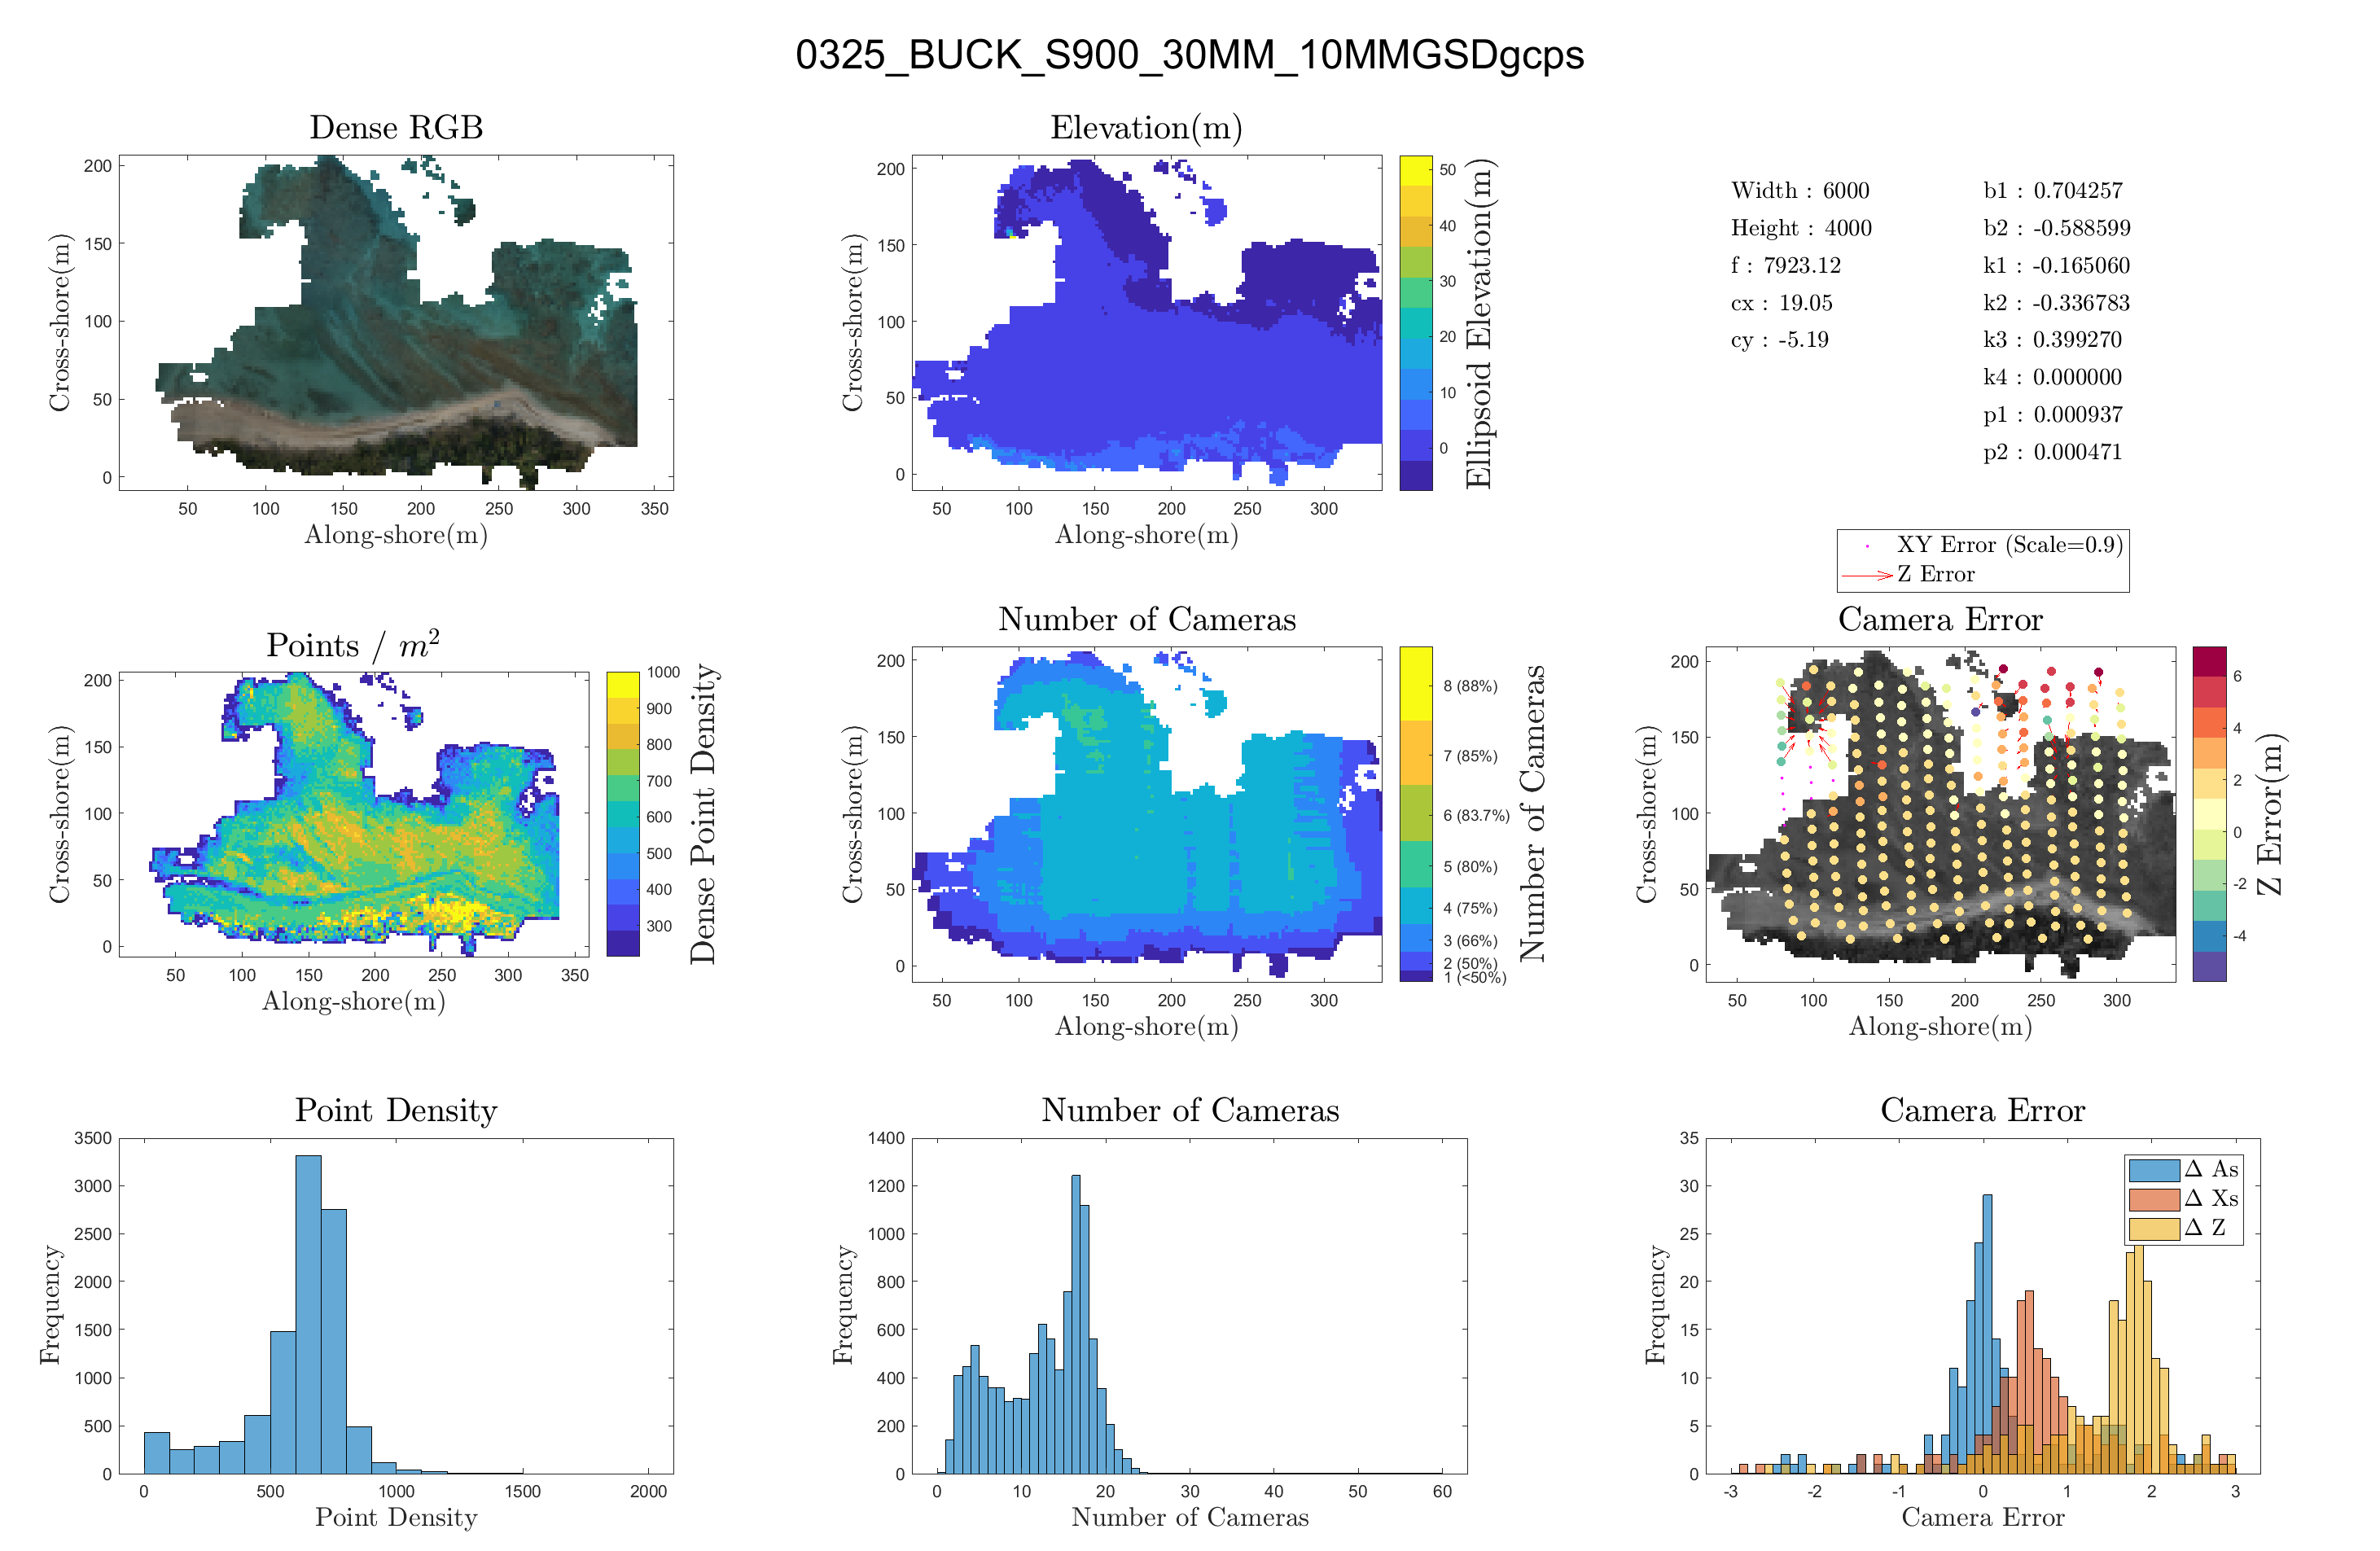 0325_BUCK_S900_30MM_10MMGSDgcps
Dense RGB
200
150
100
50
0
Cross-shore(m)
50 100 150 200 250 300 350
Along-shore(m)
Elevation(m)
200
150
100
50
0
Cross-shore(m)
50 100 150 200 250 300
Along-shore(m)
50
40
30
20
10
0
Ellipsoid Elevation(m)
Width : 6000
Height : 4000
f : 7923.12
cx : 19.05
cy : -5.19
b1 : 0.704257
b2 : -0.588599
k1 : -0.165060
k2 : -0.336783
k3 : 0.399270
k4 : 0.000000
p1 : 0.000937
p2 : 0.000471
Points / m²
200
150
100
50
0
Cross-shore(m)
50 100 150 200 250 300 350
Along-shore(m)
1000
900
800
700
600
500
400
300
Dense Point Density
Number of Cameras
200
150
100
50
0
Cross-shore(m)
50 100 150 200 250 300
Along-shore(m)
8 (88%)
7 (85%)
6 (83.7%)
5 (80%)
4 (75%)
3 (66%)
2 (50%)
1 (<50%)
Number of Cameras
XY Error (Scale=0.9)
Z Error
Camera Error
200
150
100
50
0
Cross-shore(m)
50 100 150 200 250 300
Along-shore(m)
6
4
2
0
-2
-4
Z Error(m)
Point Density
3500
3000
2500
2000
1500
1000
500
0
Frequency
0 500 1000 1500 2000
Point Density
Number of Cameras
1400
1200
1000
800
600
400
200
0
Frequency
0 10 20 30 40 50 60
Number of Cameras
Camera Error
35
30
25
20
15
10
5
0
Frequency
Δ As
Δ Xs
Δ Z
-3 -2 -1 0 1 2 3
Camera Error